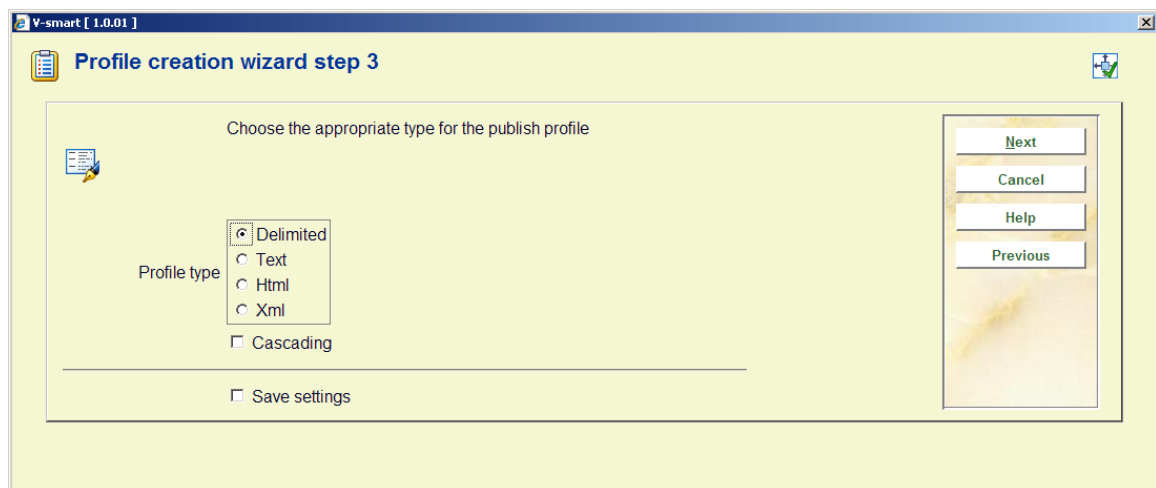 V-smart [ 1.0.01 ]
Profile creation wizard step 3
Choose the appropriate type for the publish profile
Profile type
Delimited
Text
Html
Xml
Cascading
Save settings
Next
Cancel
Help
Previous